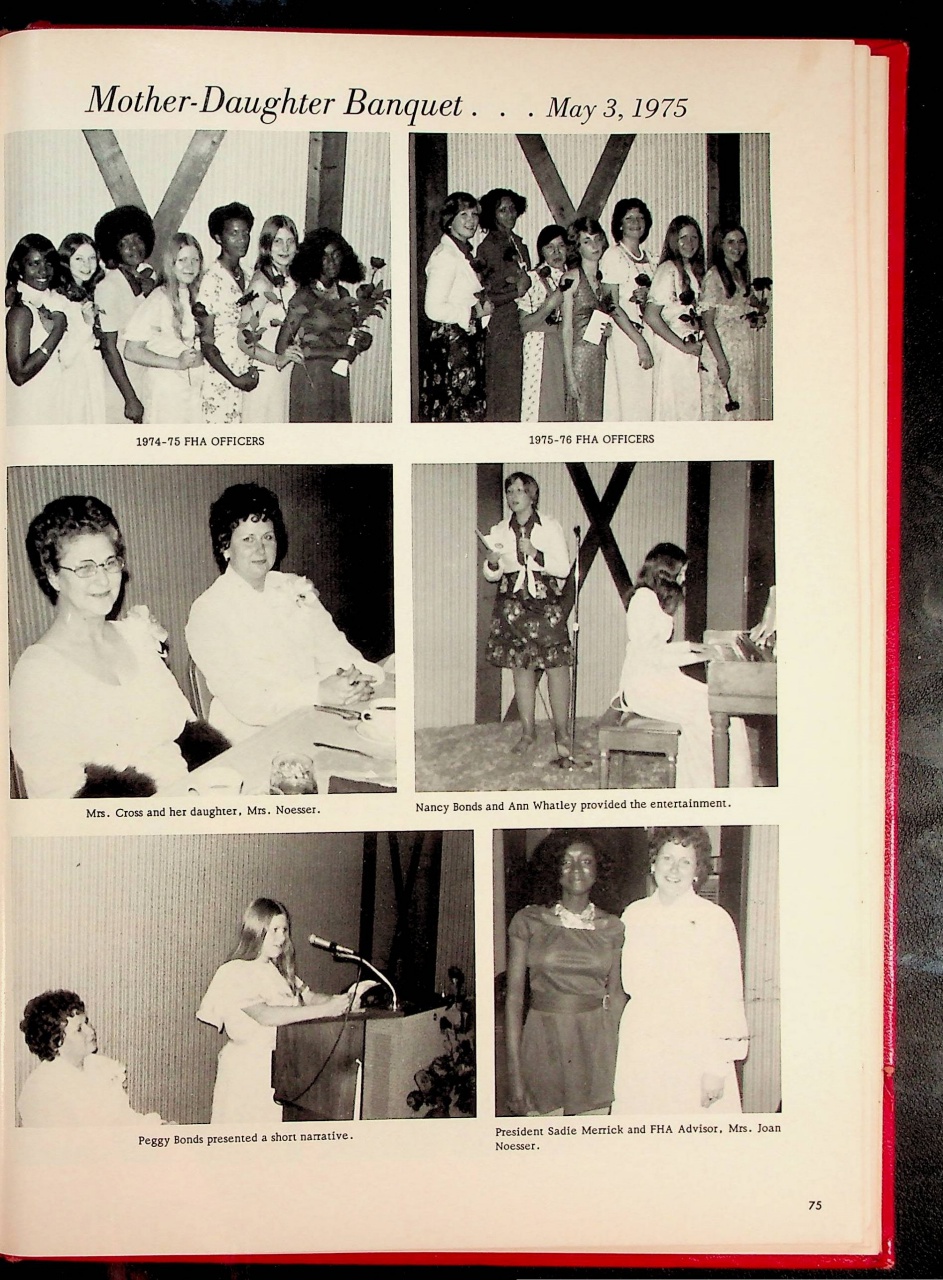 Mother-Daughter Banquet . . . May 3, 1975
1974-75 FHA OFFICERS
1975-76 FHA OFFICERS
Mrs. Cross and her daughter, Mrs. Noesser.
Nancy Bonds and Ann Whatley provided the entertainment.
Peggy Bonds presented a short narrative.
President Sadie Merrick and FHA Advisor, Mrs. Joan
Noesser.
75